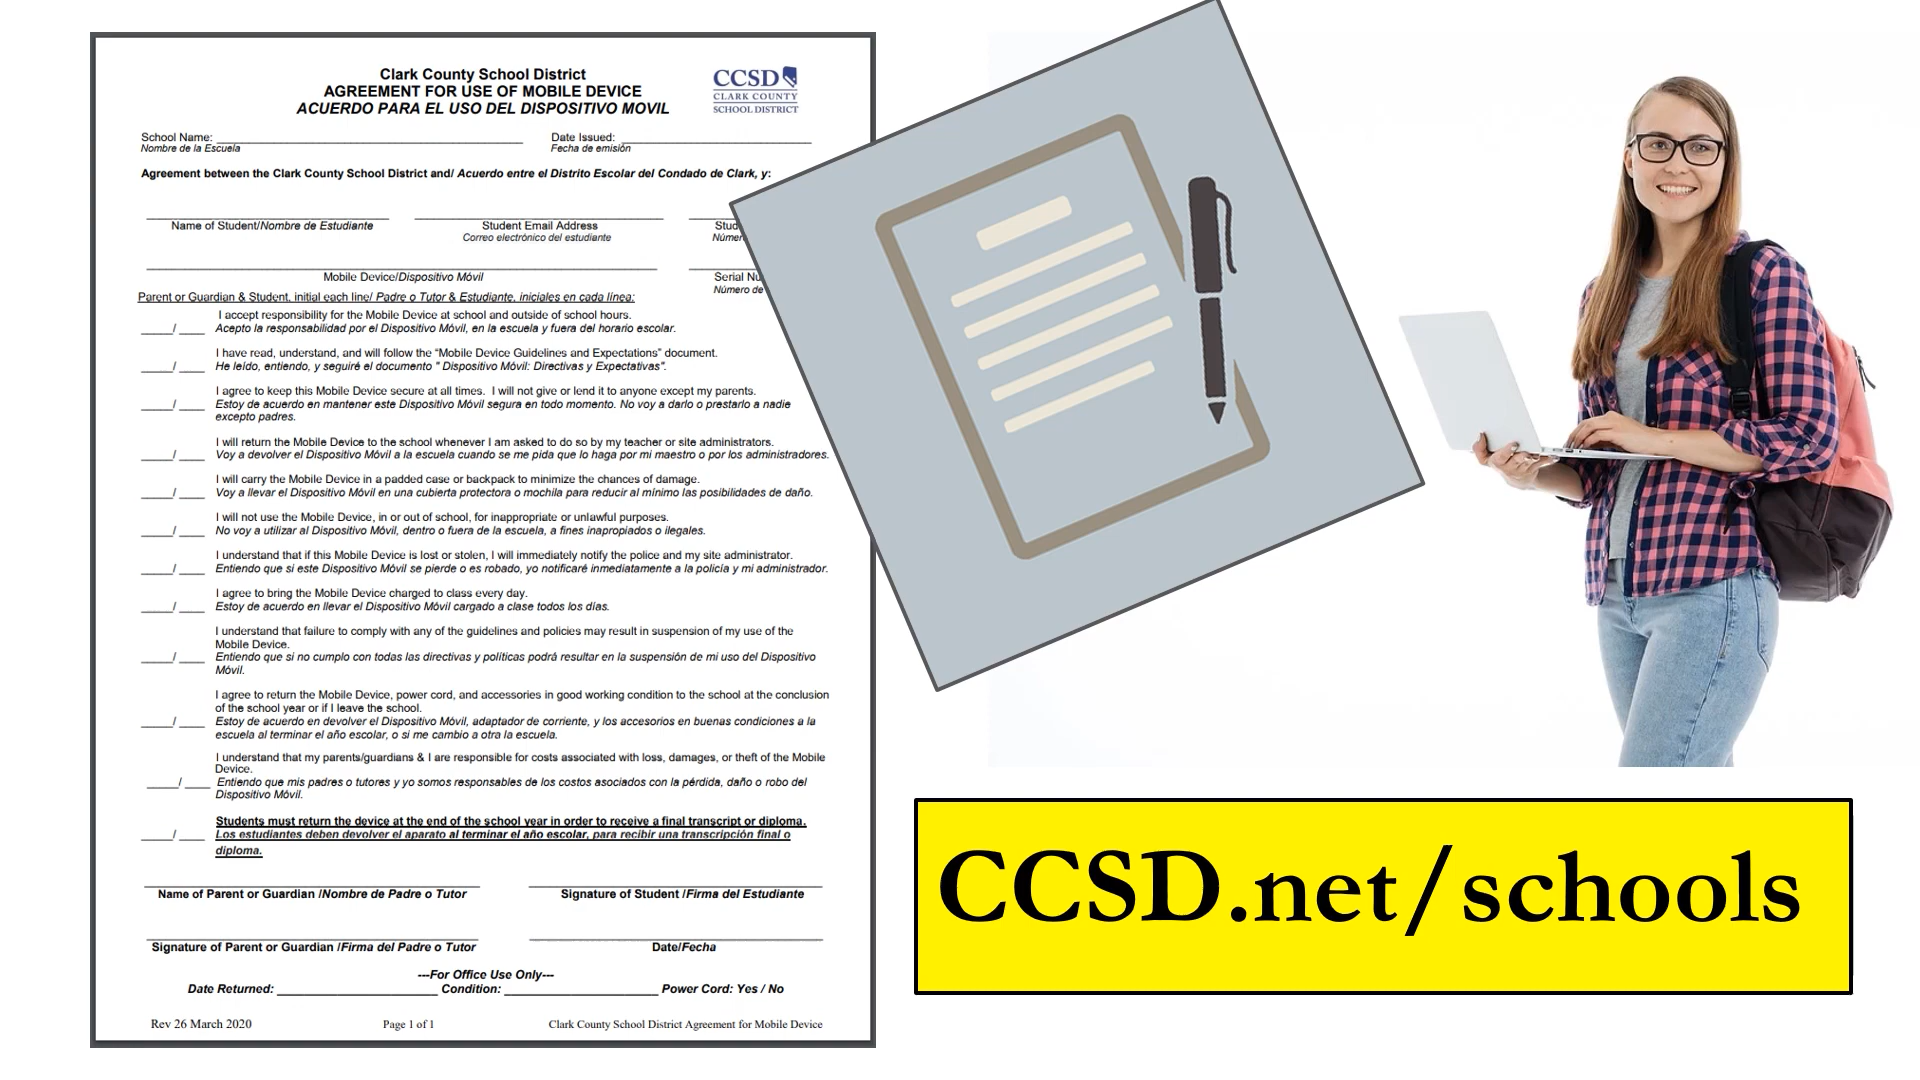 Clark County School District
AGREEMENT FOR USE OF MOBILE DEVICE
ACUERDO PARA EL USO DEL DISPOSITIVO MOVIL
CCSD
CLARK COUNTY
SCHOOL DISTRICT
School Name: Date Issued:
Nombre de la Escuela Fecha de emisión
Agreement between the Clark County School District and/ Acuerdo entre el Distrito Escolar del Condado de Clark, y:
Name of Student/Nombre de Estudiante Student Email Address
Correo electrónico del estudiante
Mobile Device/Dispositivo Móvil Serial
Número de
Parent or Guardian & Student, initial each line/ Padre o Tutor & Estudiante, iniciales en cada línea:
I accept responsibility for the Mobile Device at school and outside of school hours.
_____/ ____ Acepto la responsabilidad por el Dispositivo Móvil, en la escuela y fuera del horario escolar.
I have read, understand, and will follow the “Mobile Device Guidelines and Expectations” document.
_____/ ____ He leído, entiendo, y seguiré el documento " Dispositivo Móvil: Directivas y Expectativas".
I agree to keep this Mobile Device secure at all times. I will not give or lend it to anyone except my parents.
_____/ ____ Estoy de acuerdo en mantener este Dispositivo Móvil segura en todo momento. No voy a darlo o prestarlo a nadie
excepto padres.
I will return the Mobile Device to the school whenever I am asked to do so by my teacher or site administrators.
_____/ ____ Voy a devolver el Dispositivo Móvil a la escuela cuando se me pida que lo haga por mi maestro o por los administradores.
I will carry the Mobile Device in a padded case or backpack to minimize the chances of damage.
_____/ ____ Voy a llevar el Dispositivo Móvil en una cubierta protectora o mochila para reducir al mínimo las posibilidades de daño.
I will not use the Mobile Device, in or out of school, for inappropriate or unlawful purposes.
_____/ ____ No voy a utilizar al Dispositivo Móvil, dentro o fuera de la escuela, a fines inapropiados o ilegales.
I understand that if this Mobile Device is lost or stolen, I will immediately notify the police and my site administrator.
_____/ ____ Entiendo que si este Dispositivo Móvil se pierde o es robado, yo notificaré inmediatamente a la policía y mi administrador.
I agree to bring the Mobile Device charged to class every day.
_____/ ____ Estoy de acuerdo en llevar el Dispositivo Móvil cargado a clase todos los días.
I understand that failure to comply with any of the guidelines and policies may result in suspension of my use of the
Mobile Device.
_____/ ____ Entiendo que si no cumplo con todas las directivas y políticas podrá resultar en la suspensión de mi uso del Dispositivo
Móvil.
I agree to return the Mobile Device, power cord, and accessories in good working condition to the school at the conclusion
of the school year or if I leave the school.
_____/ ____ Estoy de acuerdo en devolver el Dispositivo Móvil, adaptador de corriente, y los accesorios en buenas condiciones a la
escuela al terminar el año escolar, o si me cambio a otra la escuela.
I understand that my parents/guardians & I are responsible for costs associated with loss, damages, or theft of the Mobile
Device.
_____/ ____ Entiendo que mis padres o tutores y yo somos responsables de los costos asociados con la pérdida, daño o robo del
Dispositivo Móvil.
Students must return the device at the end of the school year in order to receive a final transcript or diploma.
_____/ ____ Los estudiantes deben devolver el aparato al terminar el año escolar, para recibir una transcripción final o
diploma.
Name of Parent or Guardian /Nombre de Padre o Tutor Signature of Student /Firma del Estudiante
Signature of Parent or Guardian /Firma del Padre o Tutor Date/Fecha
---For Office Use Only---
Date Returned: ________________________ Condition: ________________________ Power Cord: Yes / No
Rev 26 March 2020 Page 1 of 1 Clark County School District Agreement for Mobile Device
CCSD.net/schools